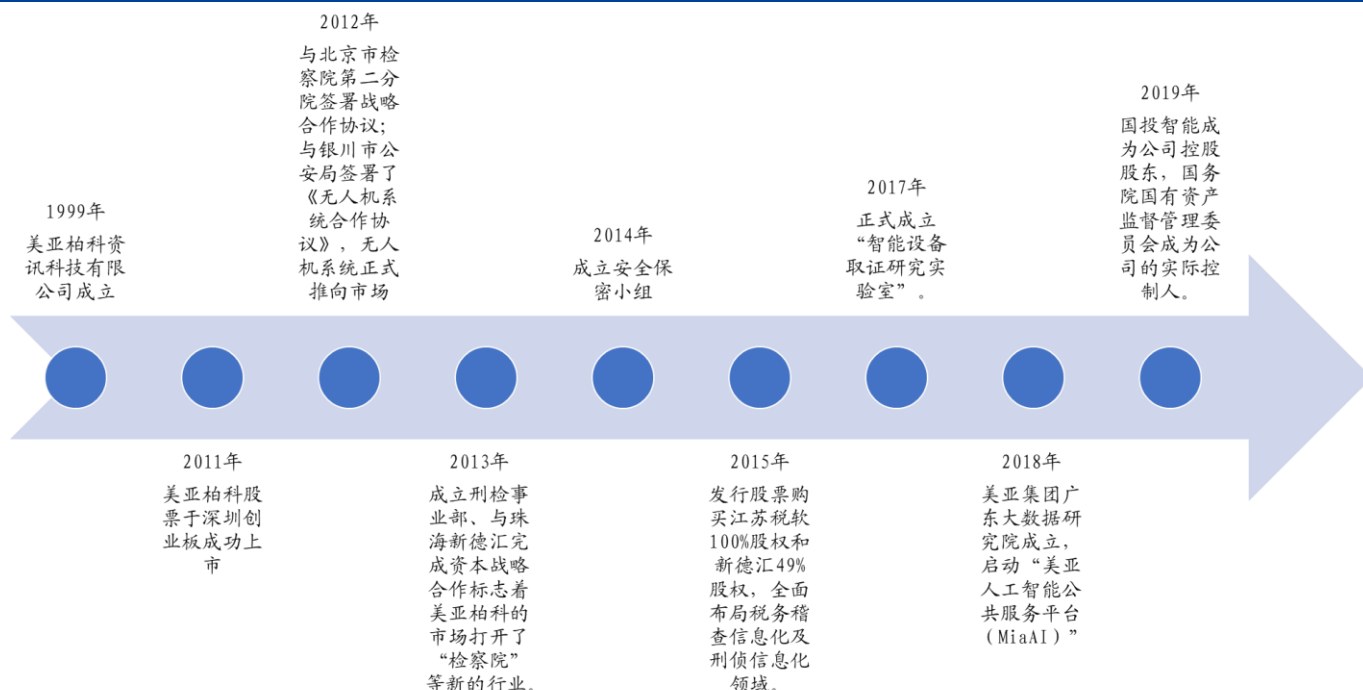 1999年
美亚柏科资
讯科技有限
公司成立
2011年
美亚柏科股
票于深圳创
业板成功上
市
2012年
与北京市检
察院第二分
院签署战略
合作协议；
与银川市公
安局签署了
《无人机系
统合作协
议》，无人
机系统正式
推向市场
2013年
成立刑检事
业部、与珠
海新德汇完
成资本战略
合作标志着
美亚柏科的
市场打开了
“检察院”
等新的行业。
2014年
成立安全保
密小组
2015年
发行股票购
买江苏税软
100%股权和
新德汇49%
股权，全面
布局税务稽
查信息化及
刑侦信息化
领域。
2017年
正式成立
“智能设备
取证研究实
验室”。
2018年
美亚集团广
东大数据研
究院成立，
启动“美亚
人工智能公
共服务平台
（MiaAI）”
2019年
国投智能成
为公司控股
股东，国务
院国有资产
监督管理委
员会成为公
司的实际控
制人。